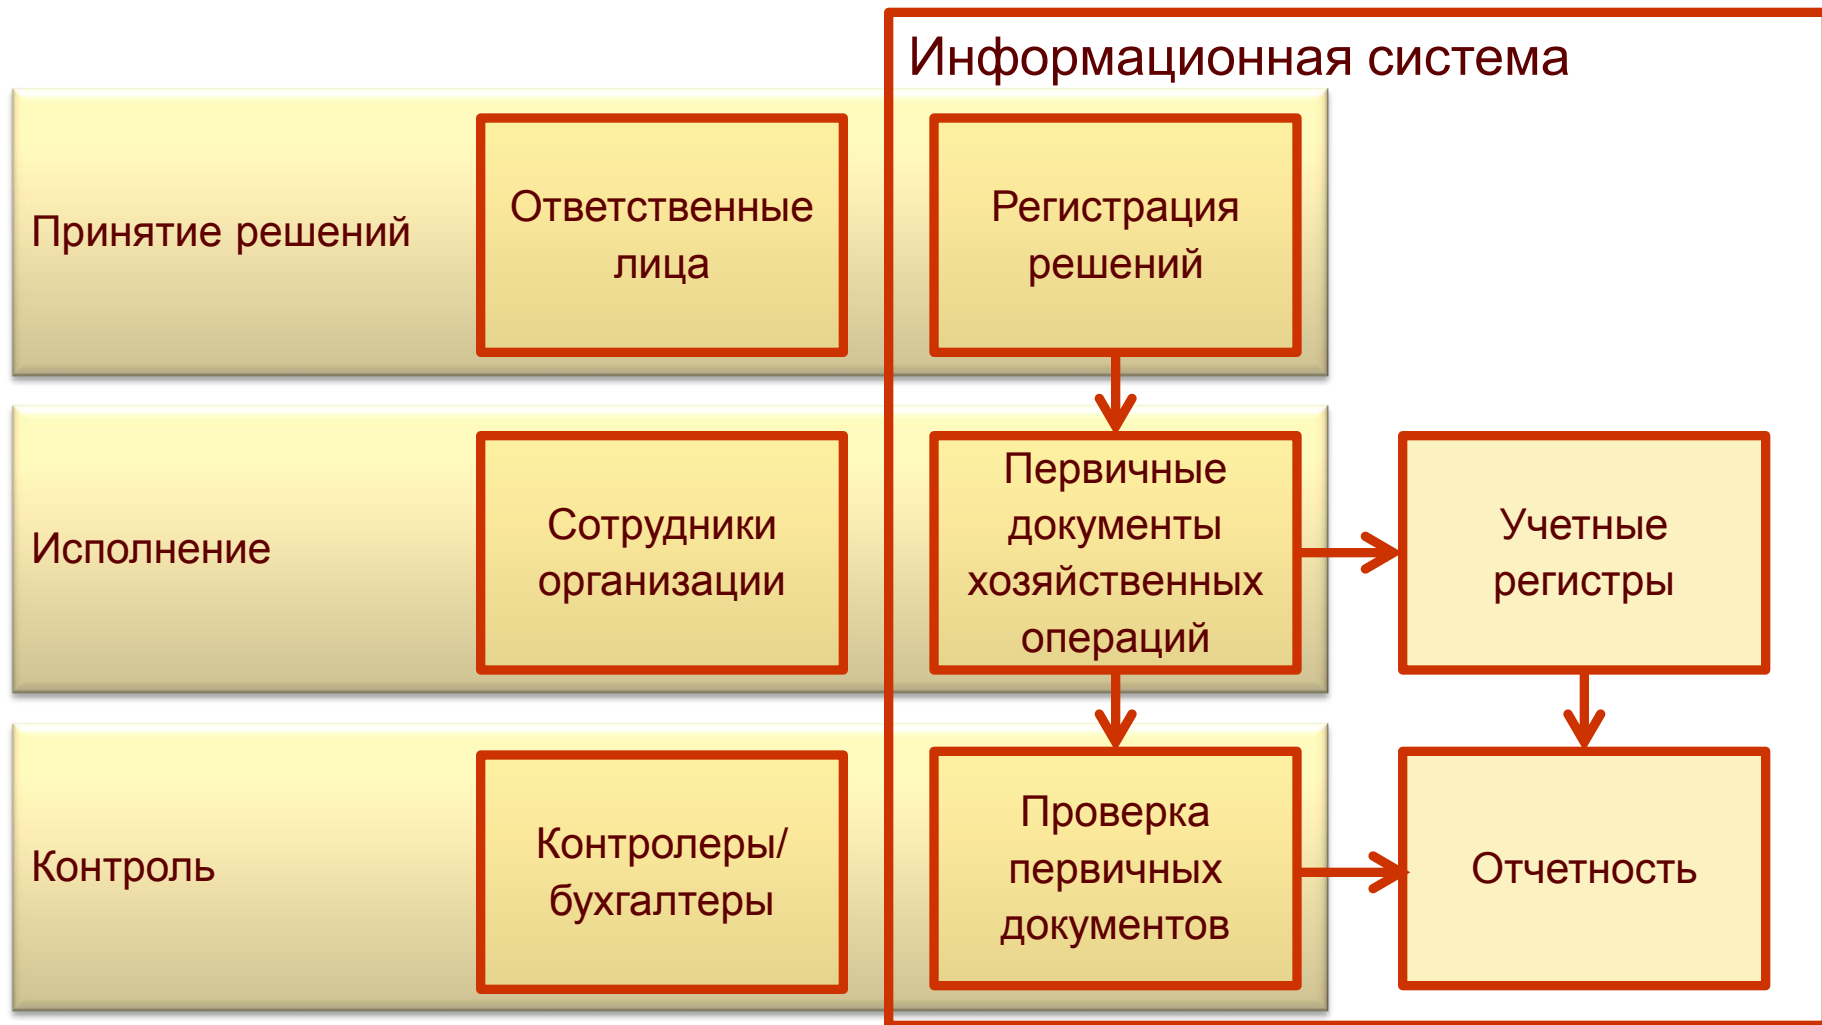 Информационная система
Принятие решений
Ответственные
лица
Регистрация
решений
Исполнение
Сотрудники
организации
Первичные
документы
хозяйственных
операций
Учетные
регистры
Контроль
Контролеры/
бухгалтеры
Проверка
первичных
документов
Отчетность